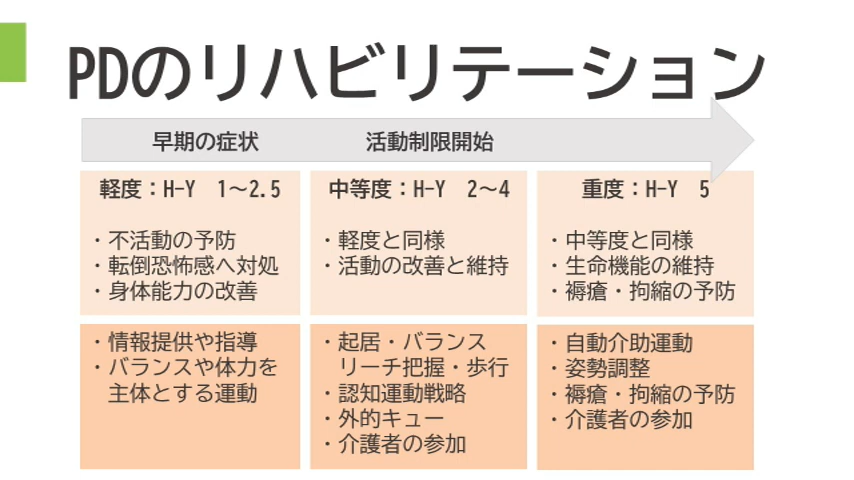 PDのリハビリテーション
早期の症状
活動制限開始
軽度：H-Y 1～2.5
・不活動の予防
・転倒恐怖感へ対処
・身体能力の改善
中等度：H-Y 2～4
・軽度と同様
・活動の改善と維持
重度：H-Y 5
・中等度と同様
・生命機能の維持
・褥瘡・拘縮の予防
・情報提供や指導
・バランスや体力を
主体とする運動
・起居・バランス
リーチ把握・歩行
・認知運動戦略
・外的キュー
・介護者の参加
・自動介助運動
・姿勢調整
・褥瘡・拘縮の予防
・介護者の参加